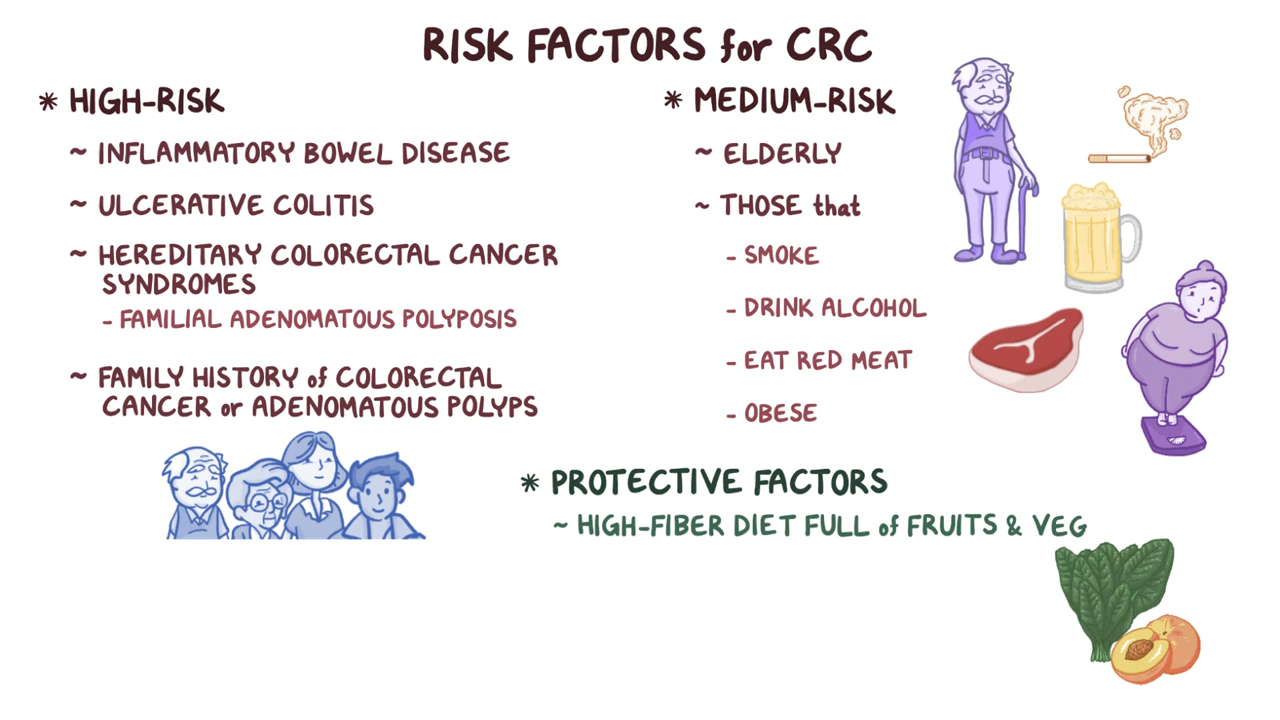 RISK FACTORS for CRC
* HIGH-RISK
~ INFLAMMATORY BOWEL DISEASE
~ ULCERATIVE COLITIS
~ HEREDITARY COLORECTAL CANCER
SYNDROMES
- FAMILIAL ADENOMATOUS POLYPOSIS
~ FAMILY HISTORY of COLORECTAL
CANCER or ADENOMATOUS POLYPS
* MEDIUM-RISK
~ ELDERLY
~ THOSE that
- SMOKE
- DRINK ALCOHOL
- EAT RED MEAT
- OBESE
* PROTECTIVE FACTORS
~ HIGH-FIBER DIET FULL of FRUITS & VEG